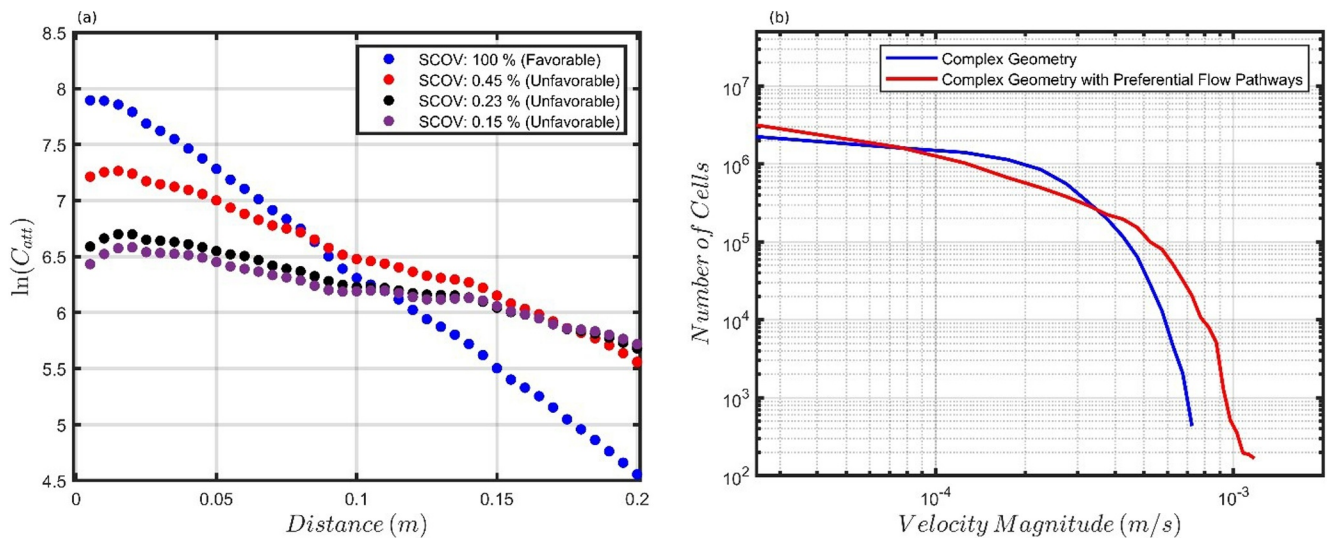 (a)
8.5
8
7.5
7
6.5
6
5.5
5
4.5
ln(C_att)
SCOV: 100 % (Favorable)
SCOV: 0.45 % (Unfavorable)
SCOV: 0.23 % (Unfavorable)
SCOV: 0.15 % (Unfavorable)
0 0.05 0.1 0.15 0.2
Distance (m)
(b)
10^7
10^6
10^5
10^4
10^3
10^2
Number of Cells
Complex Geometry
Complex Geometry with Preferential Flow Pathways
10^-4 10^-3
Velocity Magnitude (m/s)